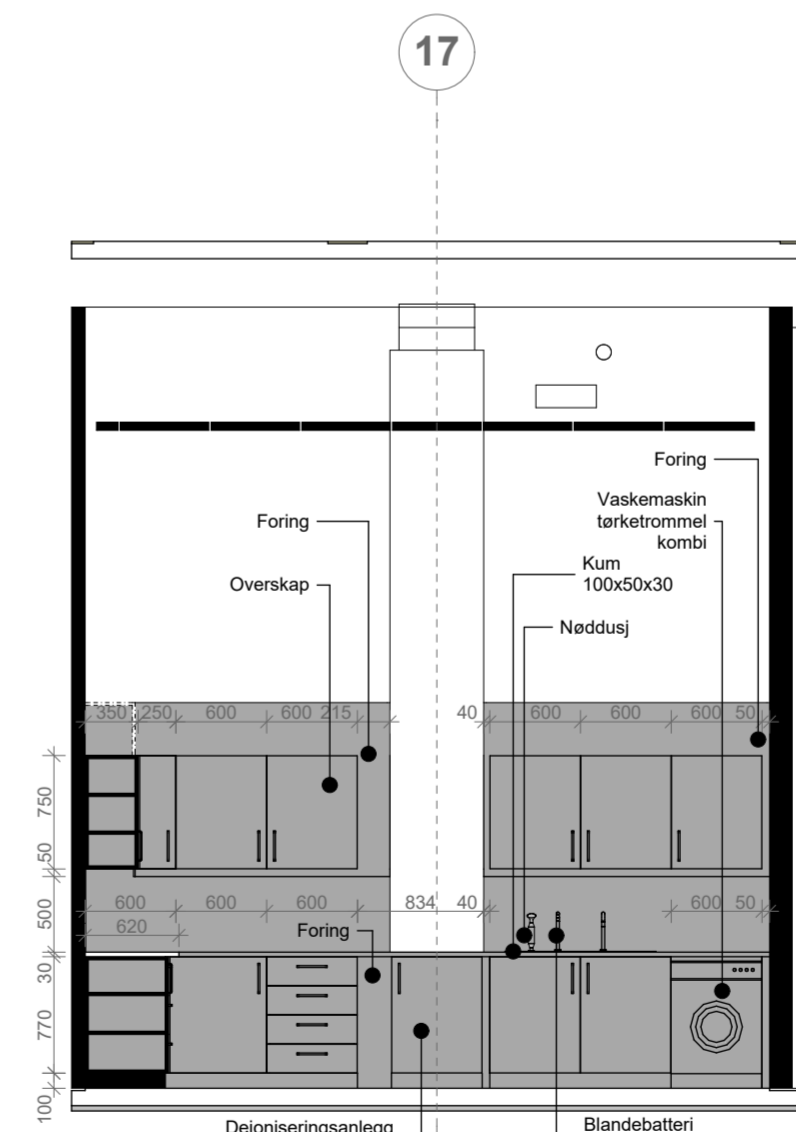 17
Foring
Vaskemaskin
tørketrommel
kombi
Foring
Kum
100x50x30
Overskap
Nøddusj
350 250 600 600 215 40 600 600 600 50
750
50
600 600 600 834 40 600 50
500
620
Foring
30
770
100
Dejoniseringsanlegg
Blandebatteri